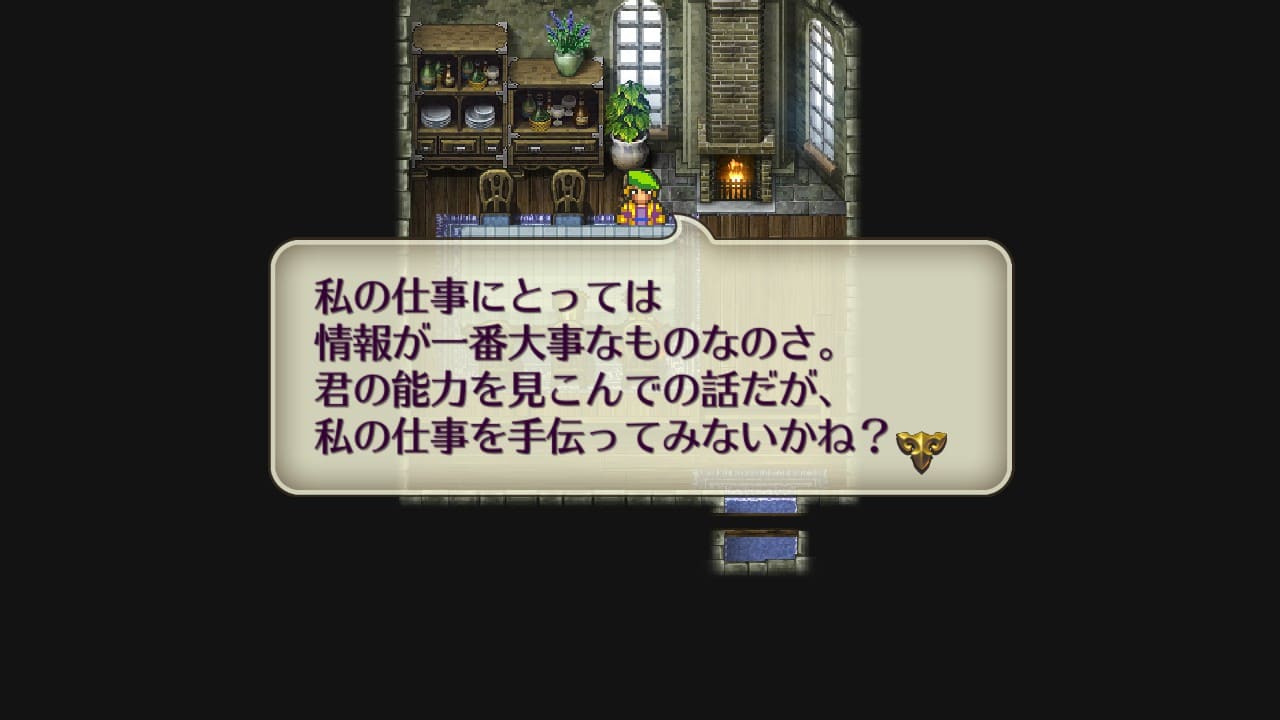 私の仕事にとっては
情報が一番大事なものなのさ。
君の能力を見こんでの話だが、
私の仕事を手伝ってみないかね？